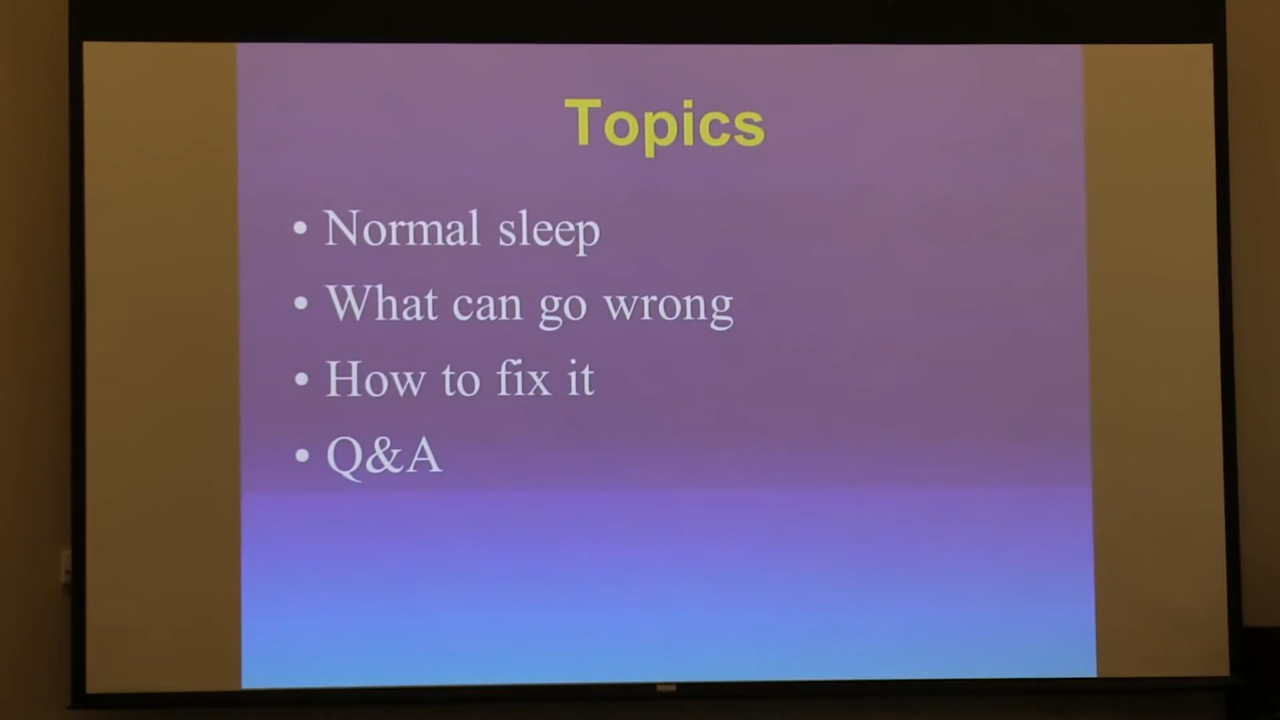 Topics
• Normal sleep
• What can go wrong
• How to fix it
• Q&A